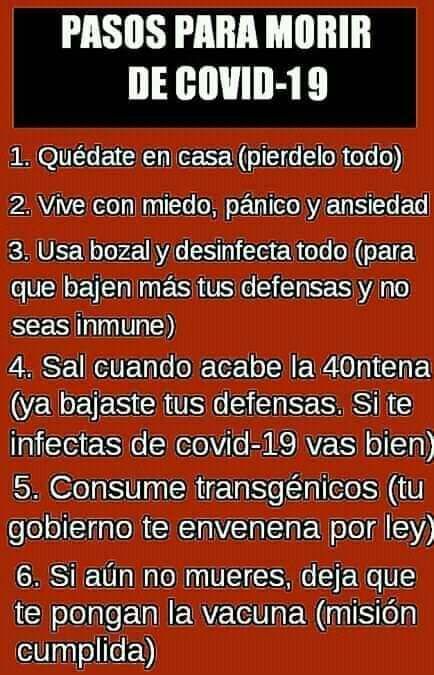 PASOS PARA MORIR
DE COVID-19
1. Quédate en casa (pierdelo todo)
2. Vive con miedo, pánico y ansiedad
3. Usa bozal y desinfecta todo (para
que bajen más tus defensas y no
seas inmune)
4. Sal cuando acabe la 40ntena
(ya bajaste tus defensas. Si te
infectas de covid-19 vas bien)
5. Consume transgénicos (tu
gobierno te envenena por ley)
6. Si aún no mueres, deja que
te pongan la vacuna (misión
cumplida)